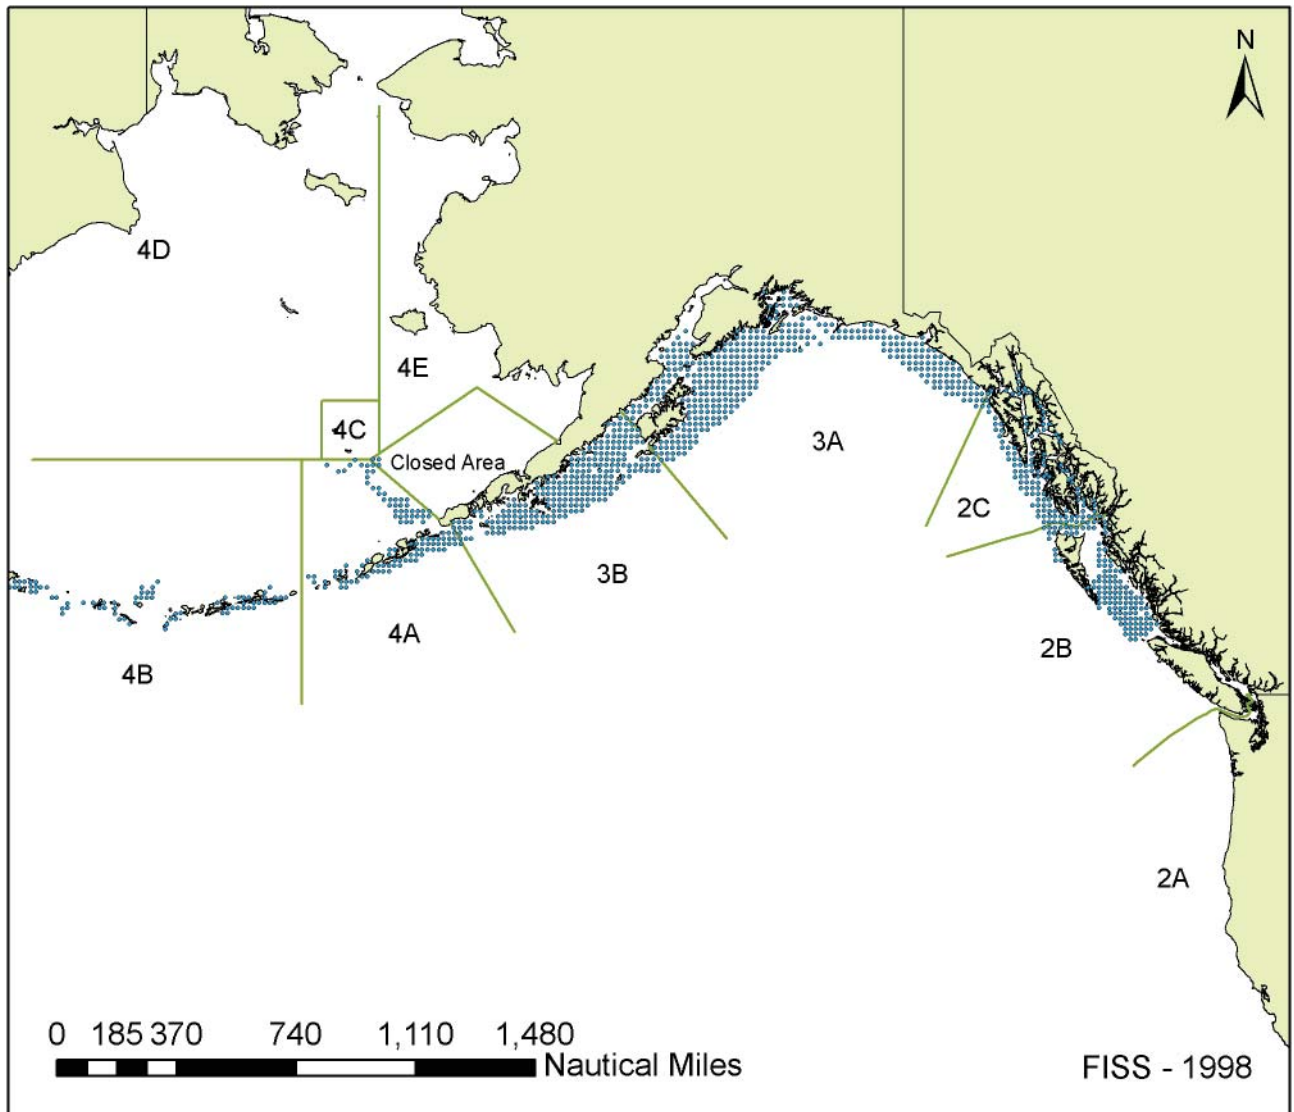 N
4D
4E
4C
Closed Area
3A
2C
3B
4A
2B
4B
2A
0 185 370 740 1,110 1,480
Nautical Miles
FISS - 1998